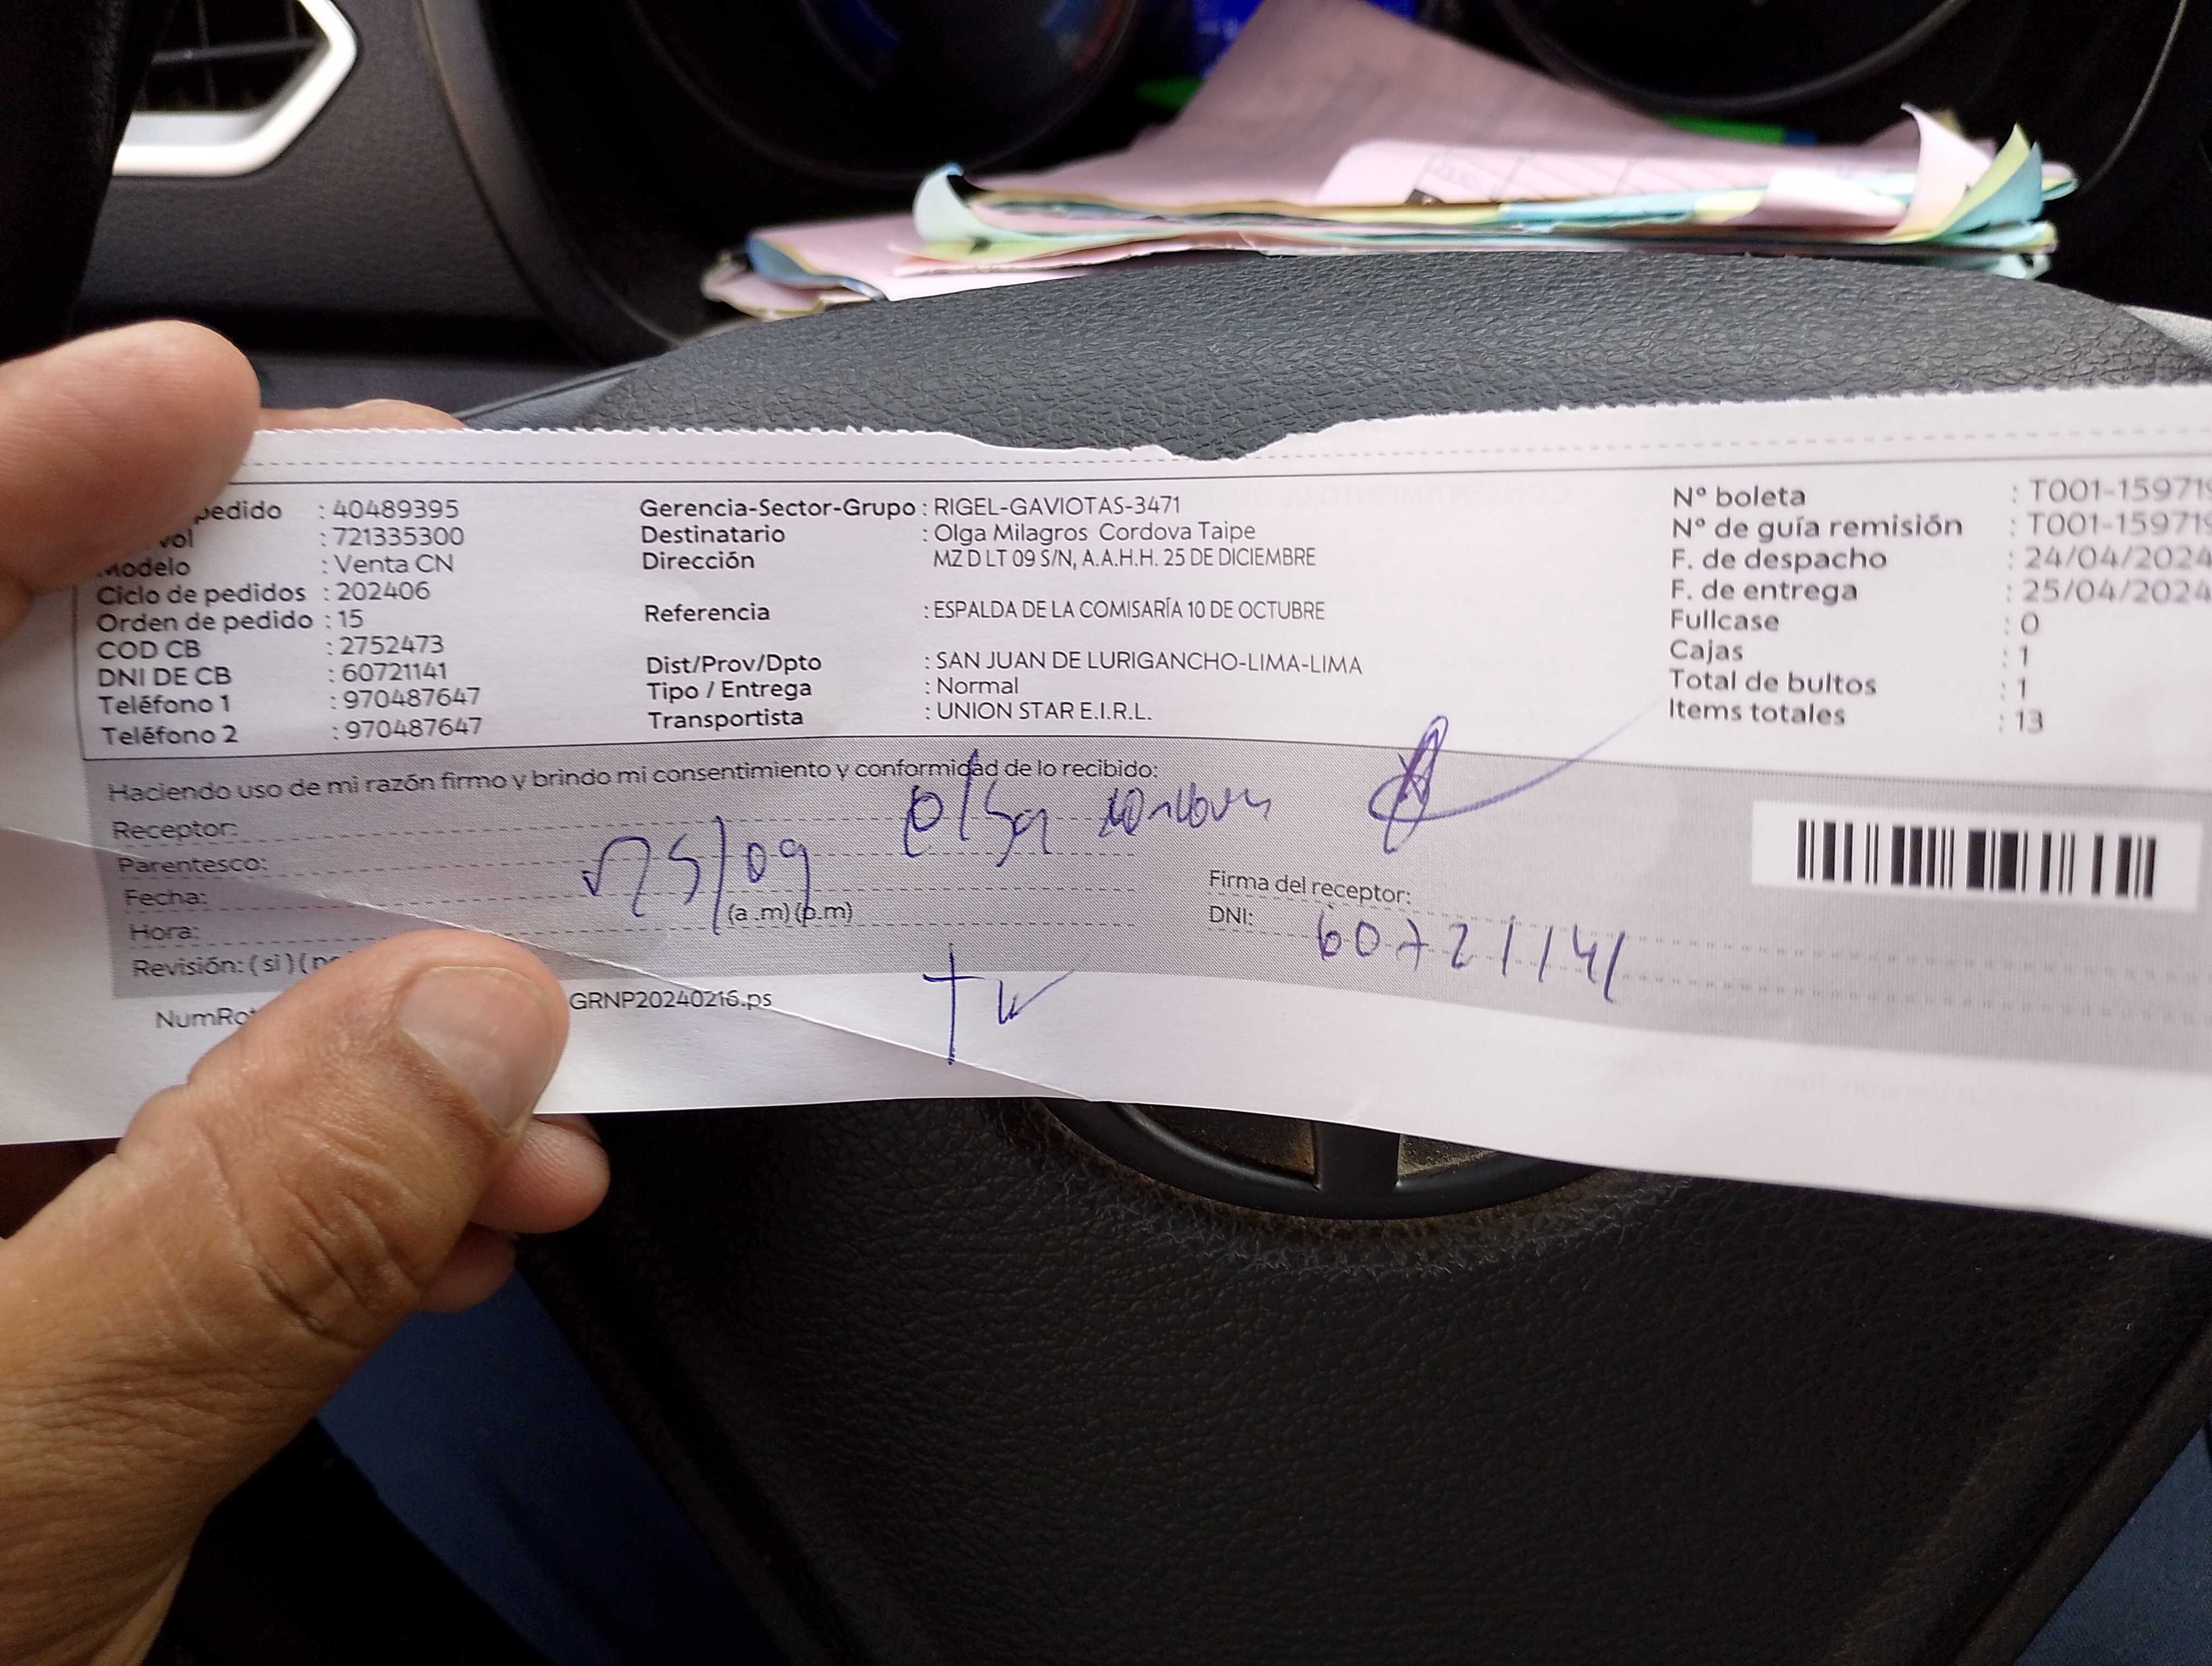 pedido : 40489395
vol : 721335300
Modelo : Venta CN
Ciclo de pedidos : 202406
Orden de pedido : 15
COD CB : 2752473
DNI DE CB : 60721141
Teléfono 1 : 970487647
Teléfono 2 : 970487647
Gerencia-Sector-Grupo : RIGEL-GAVIOTAS-3471
Destinatario : Olga Milagros Cordova Taipe
Dirección MZ D LT 09 S/N, A.A.H.H. 25 DE DICIEMBRE
Referencia : ESPALDA DE LA COMISARÍA 10 DE OCTUBRE
Dist/Prov/Dpto : SAN JUAN DE LURIGANCHO-LIMA-LIMA
Tipo / Entrega : Normal
Transportista : UNION STAR E.I.R.L.
Nº boleta : T001-159719
Nº de guía remisión : T001-159719
F. de despacho : 24/04/2024
F. de entrega : 25/04/2024
Fullcase : 0
Cajas : 1
Total de bultos : 1
Items totales : 13
Haciendo uso de mi razón firmo y brindo mi consentimiento y conformidad de lo recibido:
Receptor: Olga
Parentesco:
Fecha:
Hora: (a.m)(p.m)
Revisión: (si)
Firma del receptor:
DNI: 60721141
NumRot GRNP20240216.ps